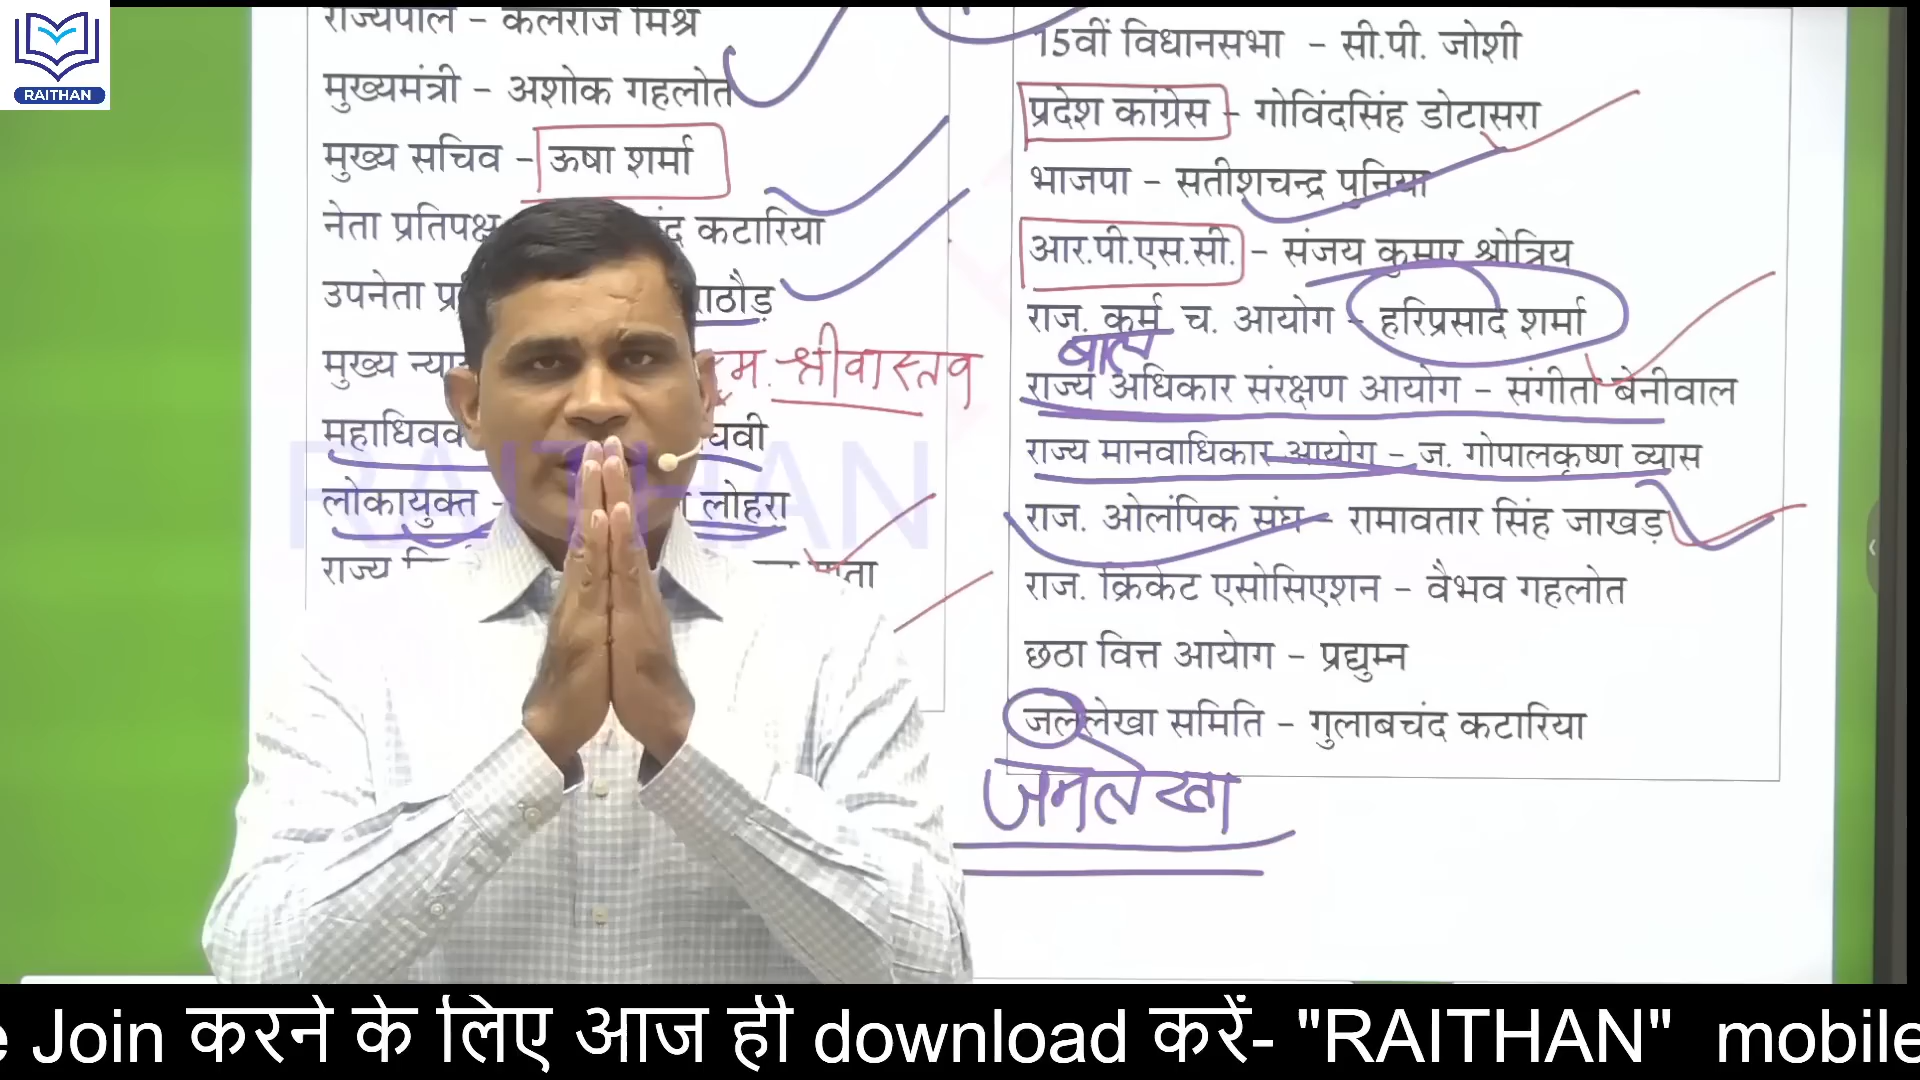 RAITHAN
राज्यपाल - कलराज मिश्र
मुख्यमंत्री - अशोक गहलोत
मुख्य सचिव - ऊषा शर्मा
नेता प्रतिपक्ष कटारिया
उपनेता राठौड़
मुख्य म. श्रीवास्तव
लोकायुक्त - लोहरा
राज्य
RAITHAN
15वीं विधानसभा - सी.पी. जोशी
प्रदेश कांग्रेस - गोविंदसिंह डोटासरा
भाजपा - सतीशचन्द्र पुनिया
आर.पी.एस.सी. - संजय कुमार श्रोत्रिय
राज. कर्म. च. आयोग - हरिप्रसाद शर्मा
बाल
राज्य अधिकार संरक्षण आयोग - संगीता बेनीवाल
राज्य मानवाधिकार आयोग - ज. गोपालकृष्ण व्यास
राज. ओलंपिक संघ - रामावतार सिंह जाखड़
राज. क्रिकेट एसोसिएशन - वैभव गहलोत
छठा वित्त आयेाग - प्रद्युम्न
जललेखा समिति - गुलाबचंद कटारिया
जनलेखा
Join करने के लिए आज ही download करें- "RAITHAN" mobile